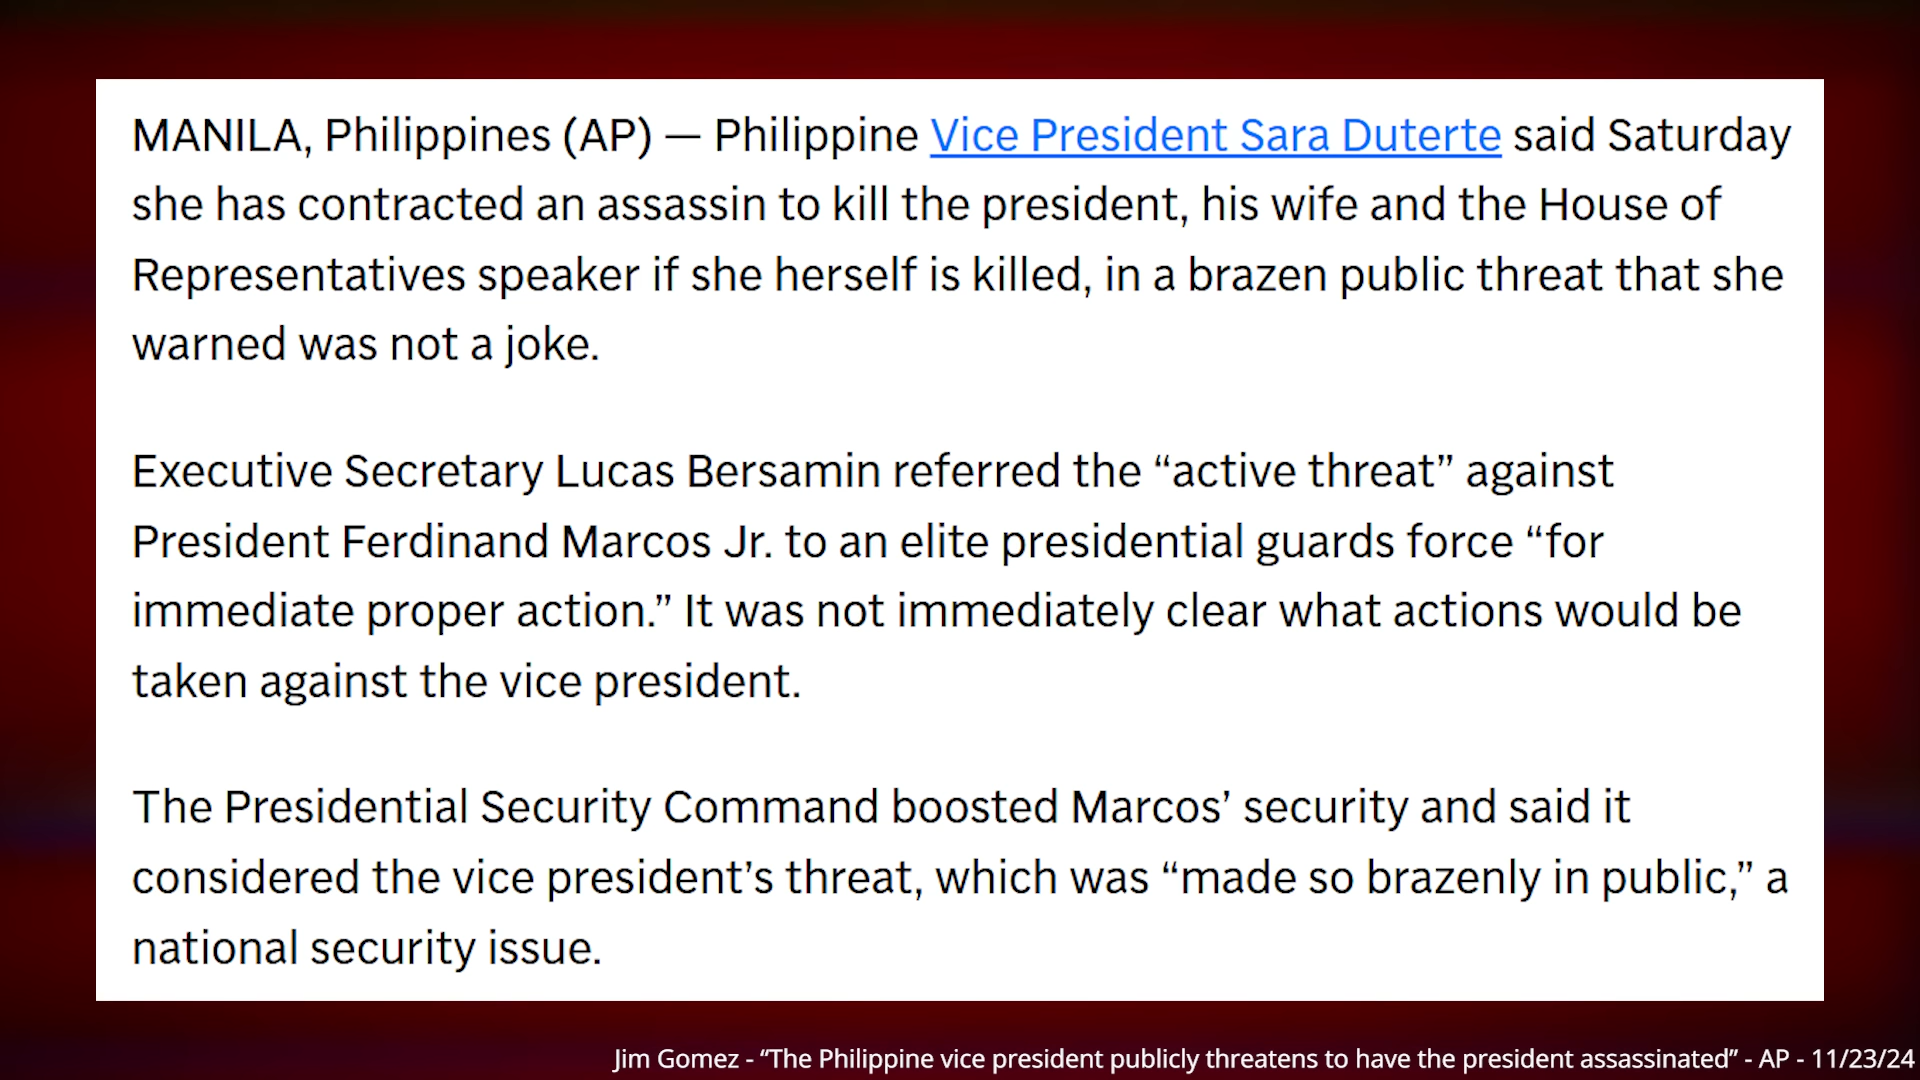 MANILA, Philippines (AP) — Philippine Vice President Sara Duterte said Saturday
she has contracted an assassin to kill the president, his wife and the House of
Representatives speaker if she herself is killed, in a brazen public threat that she
warned was not a joke.
Executive Secretary Lucas Bersamin referred the “active threat” against
President Ferdinand Marcos Jr. to an elite presidential guards force “for
immediate proper action.” It was not immediately clear what actions would be
taken against the vice president.
The Presidential Security Command boosted Marcos’ security and said it
considered the vice president’s threat, which was “made so brazenly in public,” a
national security issue.
Jim Gomez - “The Philippine vice president publicly threatens to have the president assassinated” - AP - 11/23/24